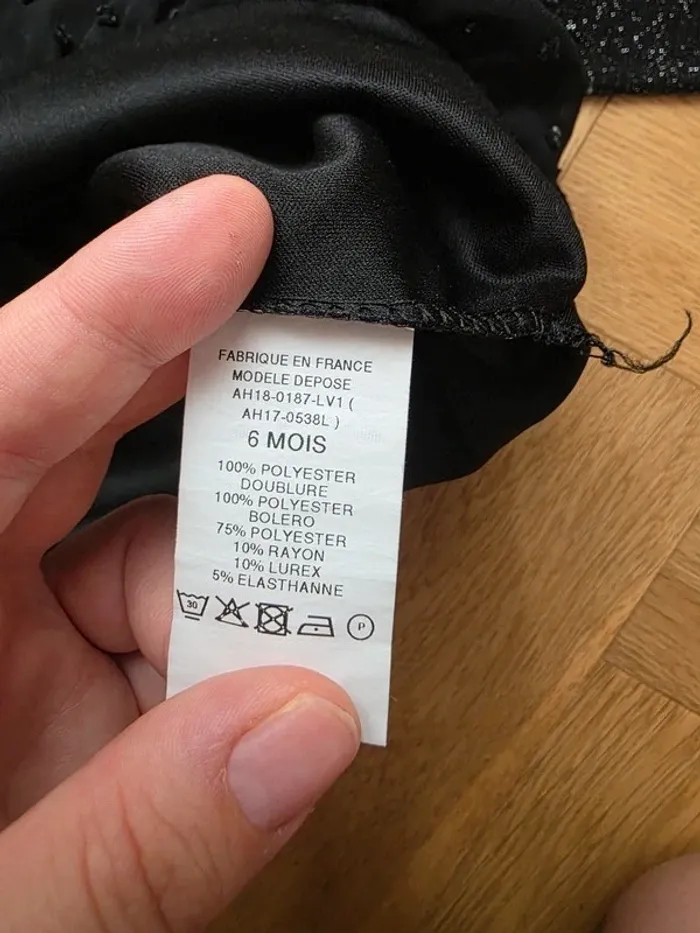 FABRIQUE EN FRANCE
MODELE DEPOSE
AH18-0187-LV1 (
AH17-0538L )
6 MOIS
100% POLYESTER
DOUBLURE
100% POLYESTER
BOLERO
75% POLYESTER
10% RAYON
10% LUREX
5% ELASTHANNE
30 P